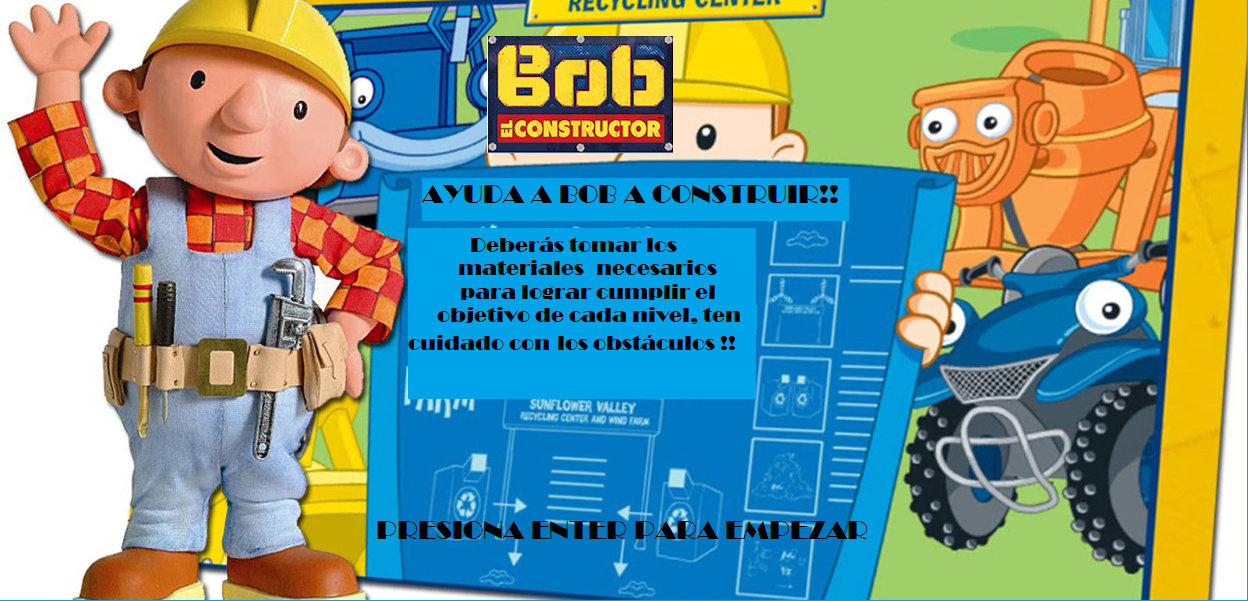 RECYCLING CENTER
Bob
EL CONSTRUCTOR
AYUDA A BOB A CONSTRUIR!!
Deberás tomar los
materiales necesarios
para lograr cumplir el
objetivo de cada nivel, ten
cuidado con los obstáculos !!
FARM
SUNFLOWER VALLEY
RECYCLING CENTER AND WIND FARM
PRESIONA ENTER PARA EMPEZAR